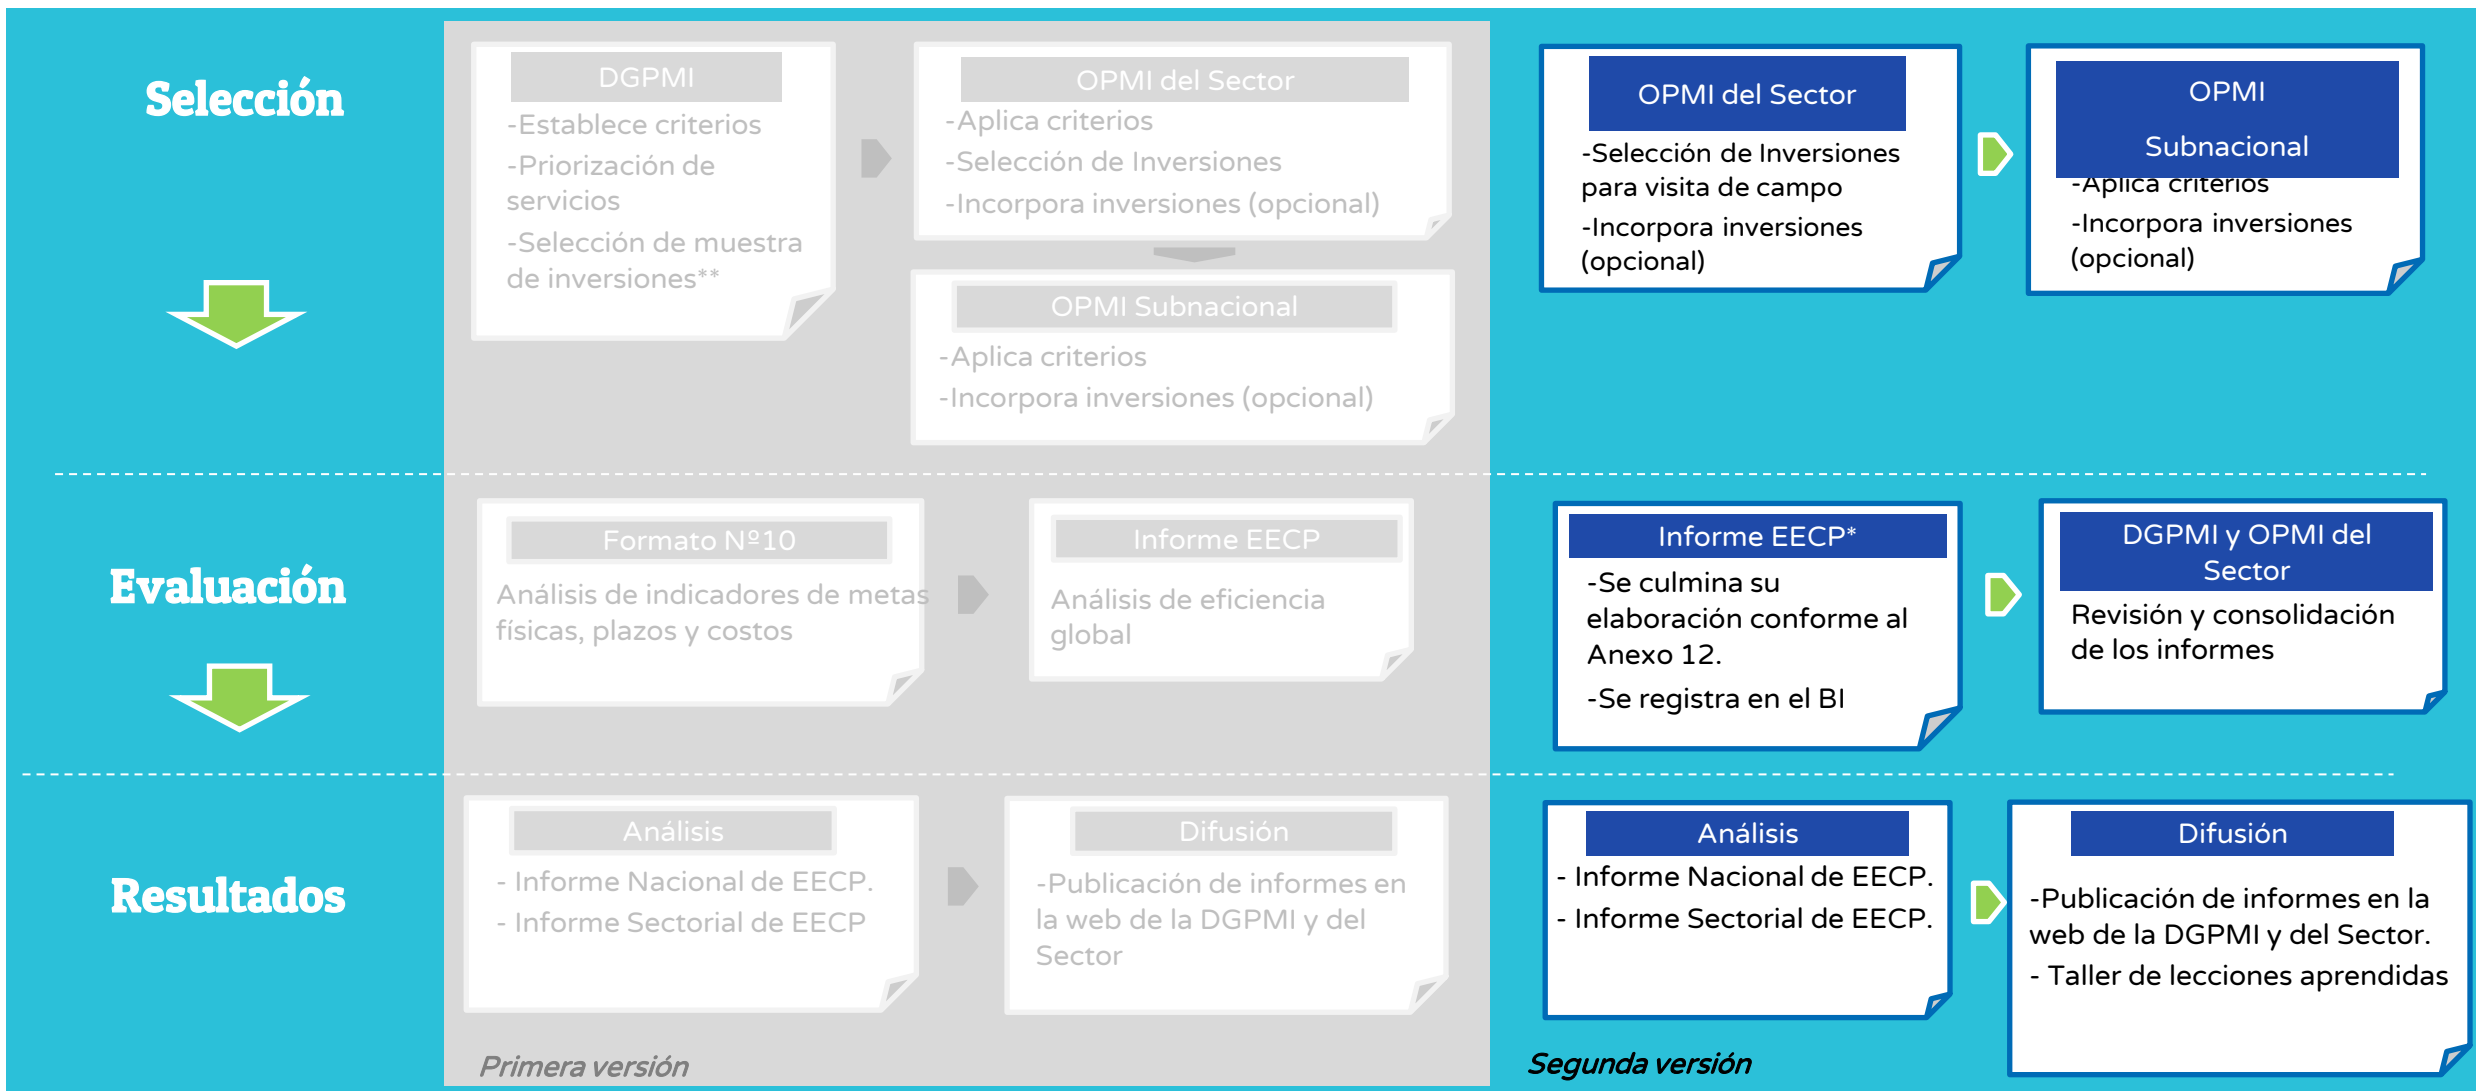 Selección
DGPMI
-Establece criterios
-Priorización de
servicios
-Selección de muestra
de inversiones**
OPMI del Sector
-Aplica criterios
-Selección de Inversiones
-Incorpora inversiones (opcional)
OPMI Subnacional
-Aplica criterios
-Incorpora inversiones (opcional)
OPMI del Sector
-Selección de Inversiones
para visita de campo
-Incorpora inversiones
(opcional)
OPMI
Subnacional
-Aplica criterios
-Incorpora inversiones
(opcional)
Evaluación
Formato Nº10
Análisis de indicadores de metas
físicas, plazos y costos
Informe EECP
Análisis de eficiencia
global
Informe EECP*
-Se culmina su
elaboración conforme al
Anexo 12.
-Se registra en el BI
DGPMI y OPMI del
Sector
Revisión y consolidación
de los informes
Resultados
Análisis
- Informe Nacional de EECP.
- Informe Sectorial de EECP
Difusión
-Publicación de informes en
la web de la DGPMI y del
Sector
Análisis
- Informe Nacional de EECP.
- Informe Sectorial de EECP.
Difusión
-Publicación de informes en la
web de la DGPMI y del Sector.
- Taller de lecciones aprendidas
Primera versión
Segunda versión